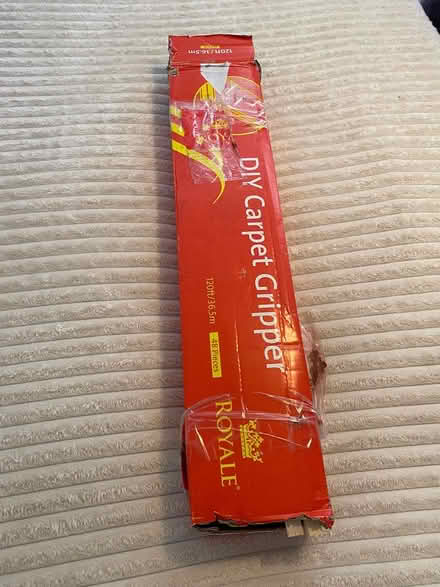 120ft/36.5m
DIY Carpet Gripper
120ft/36.5m
48 Pieces
ROYALE®